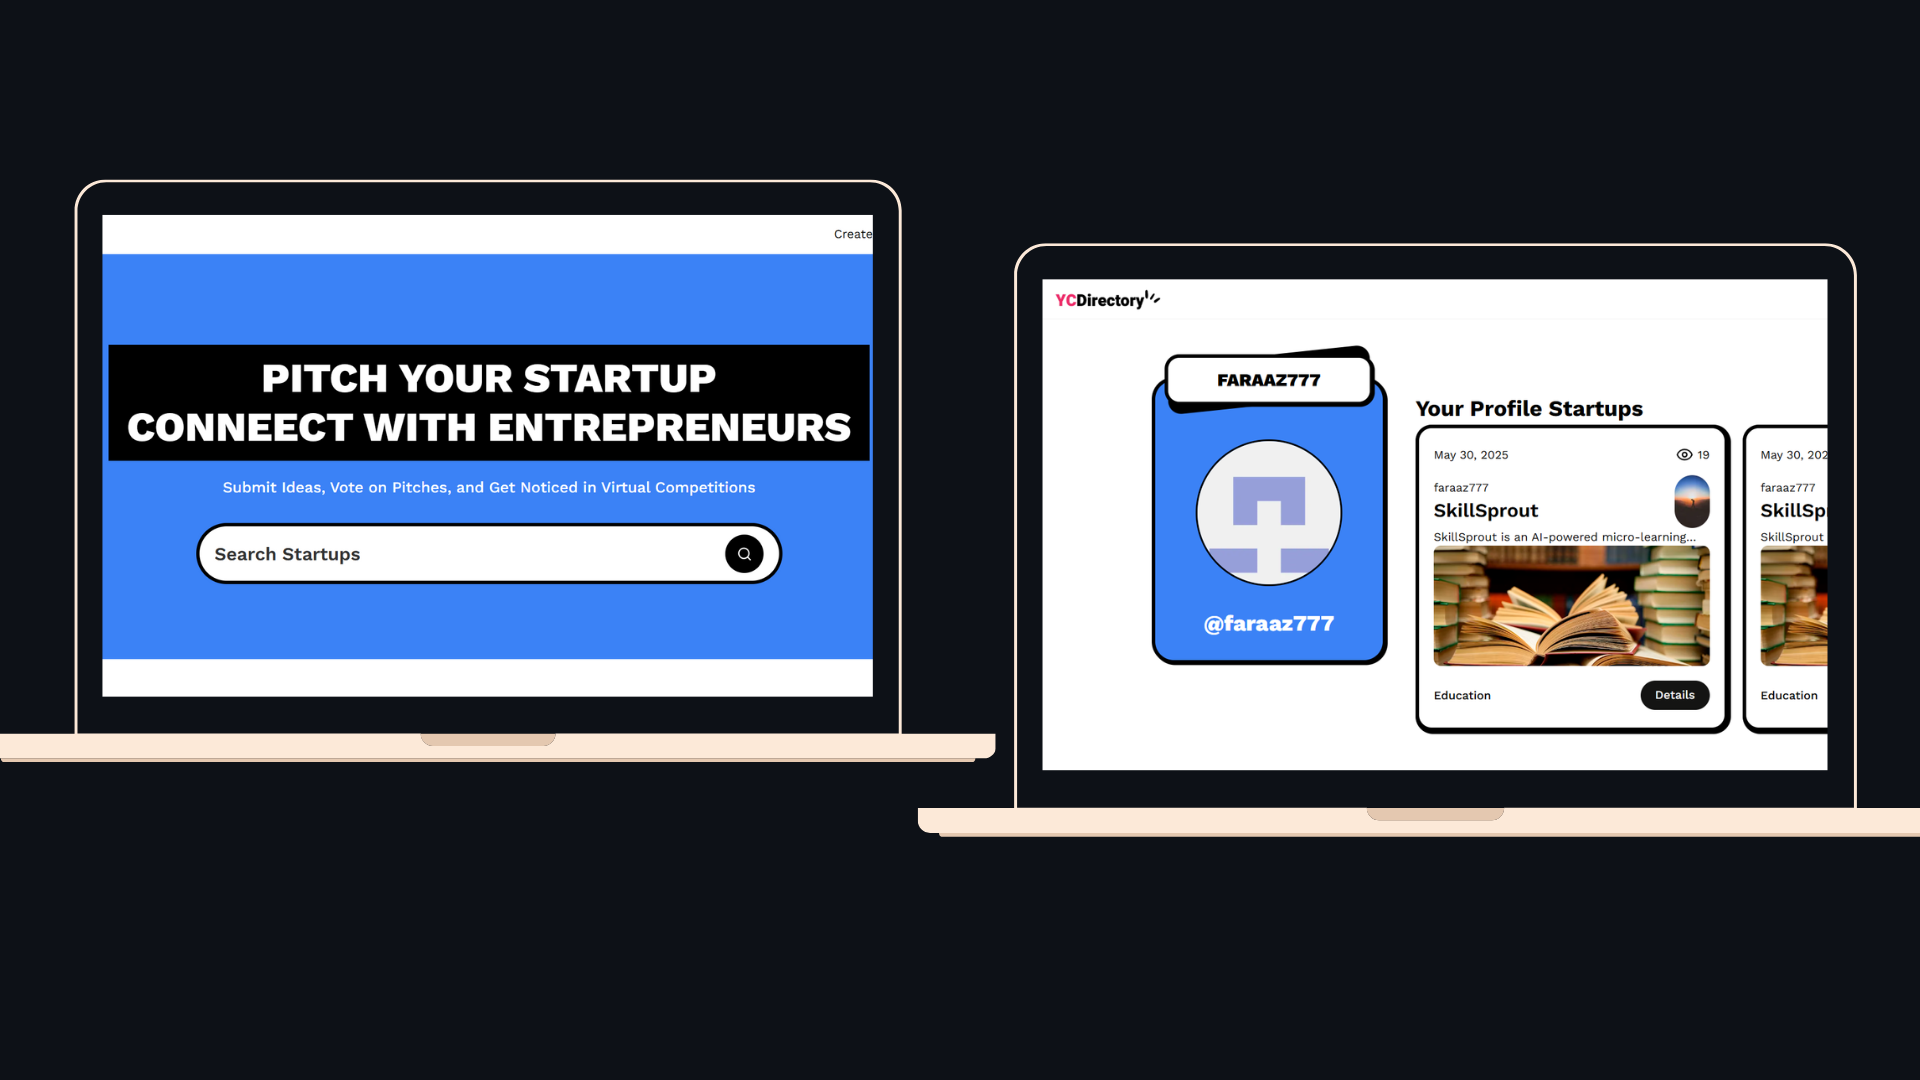 Create
PITCH YOUR STARTUP
CONNEECT WITH ENTREPRENEURS
Submit Ideas, Vote on Pitches, and Get Noticed in Virtual Competitions
Search Startups
YCDirectory
FARAAZ777
@faraaz777
Your Profile Startups
May 30, 2025
19
faraaz777
SkillSprout
SkillSprout is an AI-powered micro-learning...
Education
Details
May 30, 202
faraaz777
SkillSp
SkillSprout
Education